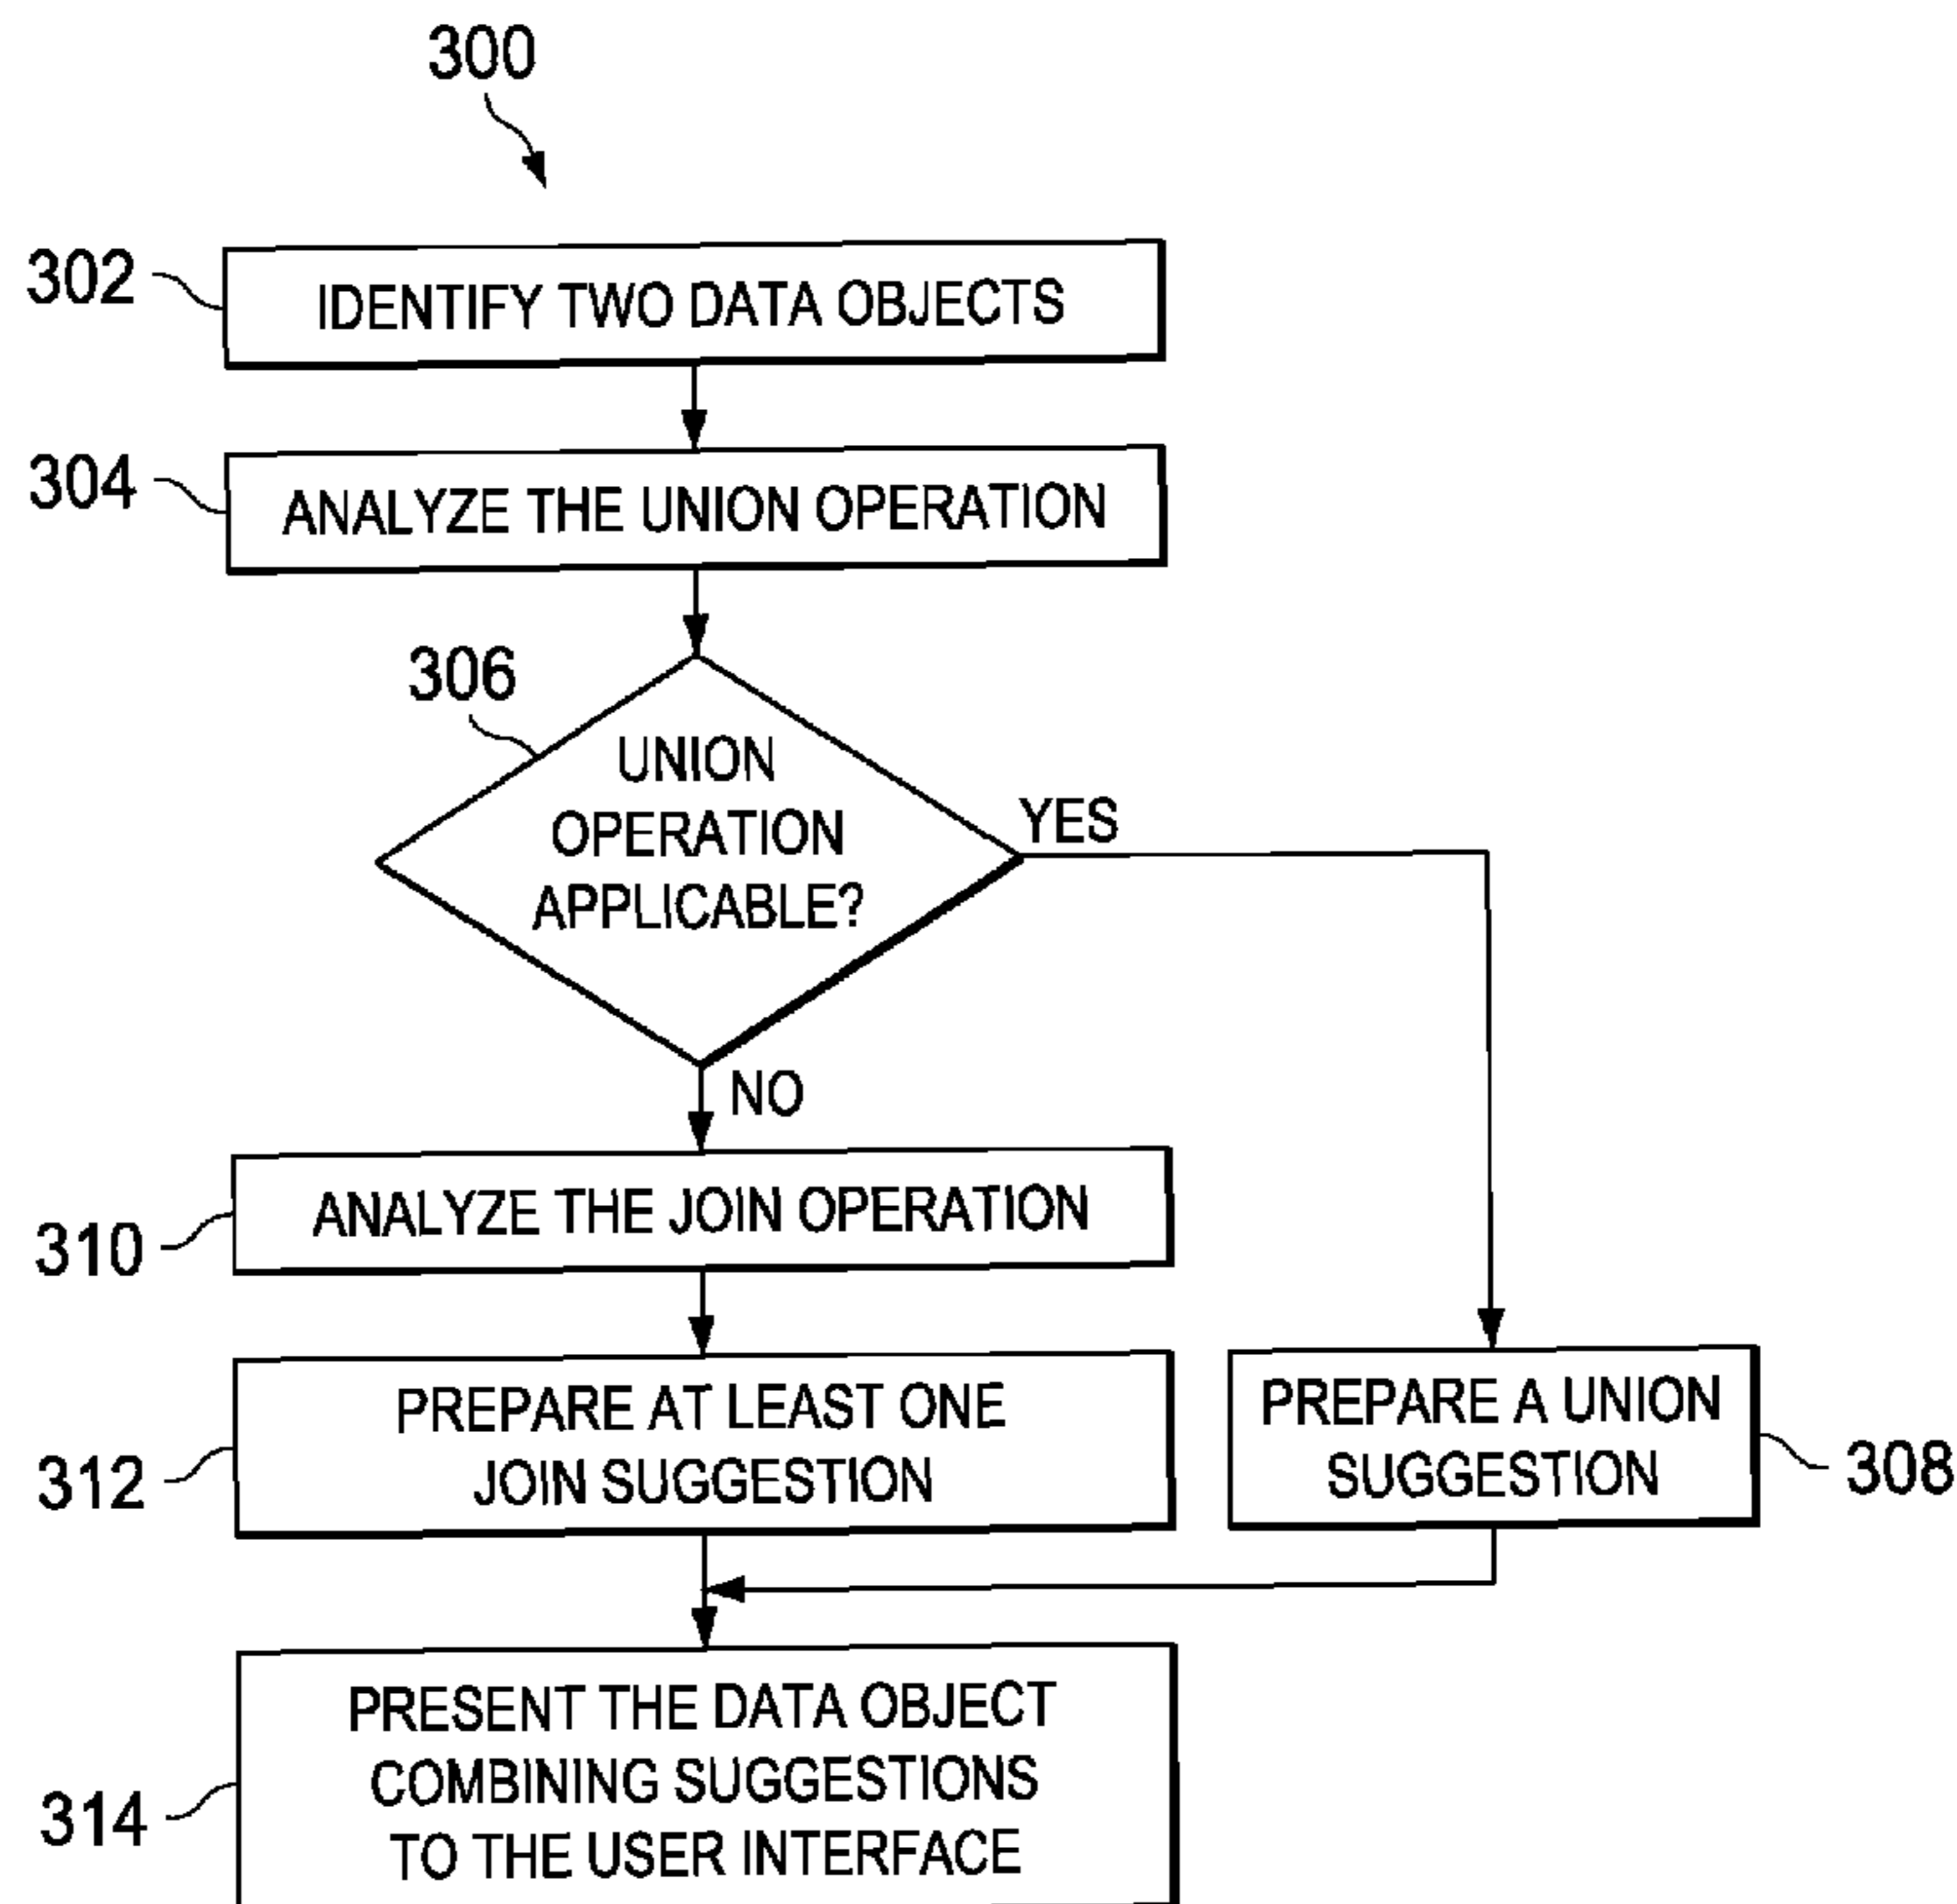 300
302
IDENTIFY TWO DATA OBJECTS
304
ANALYZE THE UNION OPERATION
306
UNION
OPERATION
APPLICABLE?
YES
NO
310
ANALYZE THE JOIN OPERATION
312
PREPARE AT LEAST ONE
JOIN SUGGESTION
PREPARE A UNION
SUGGESTION
308
314
PRESENT THE DATA OBJECT
COMBINING SUGGESTIONS
TO THE USER INTERFACE